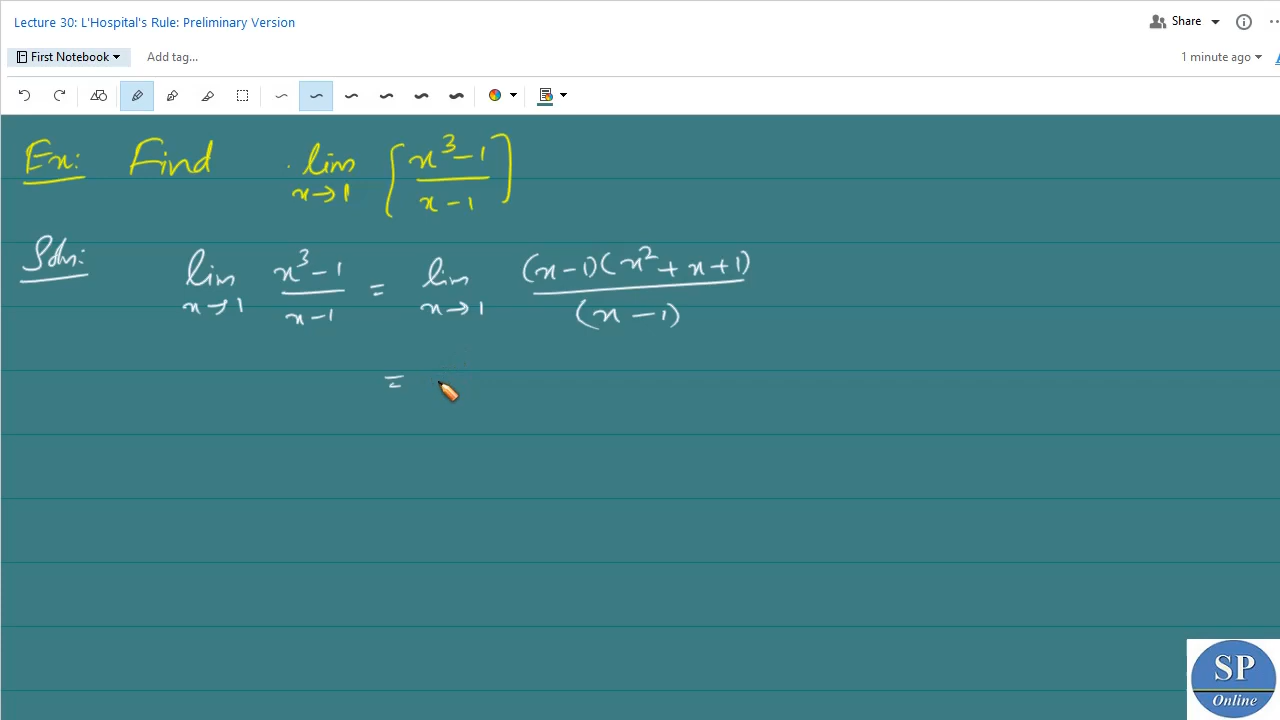 Lecture 30: L'Hospital's Rule: Preliminary Version
Share
First Notebook
Add tag...
1 minute ago
Ex: Find lim x→1 [x³-1 / x-1]
Soln: lim x→1 x³-1 / x-1 = lim x→1 (x-1)(x²+x+1) / (x-1)
=
SP
Online